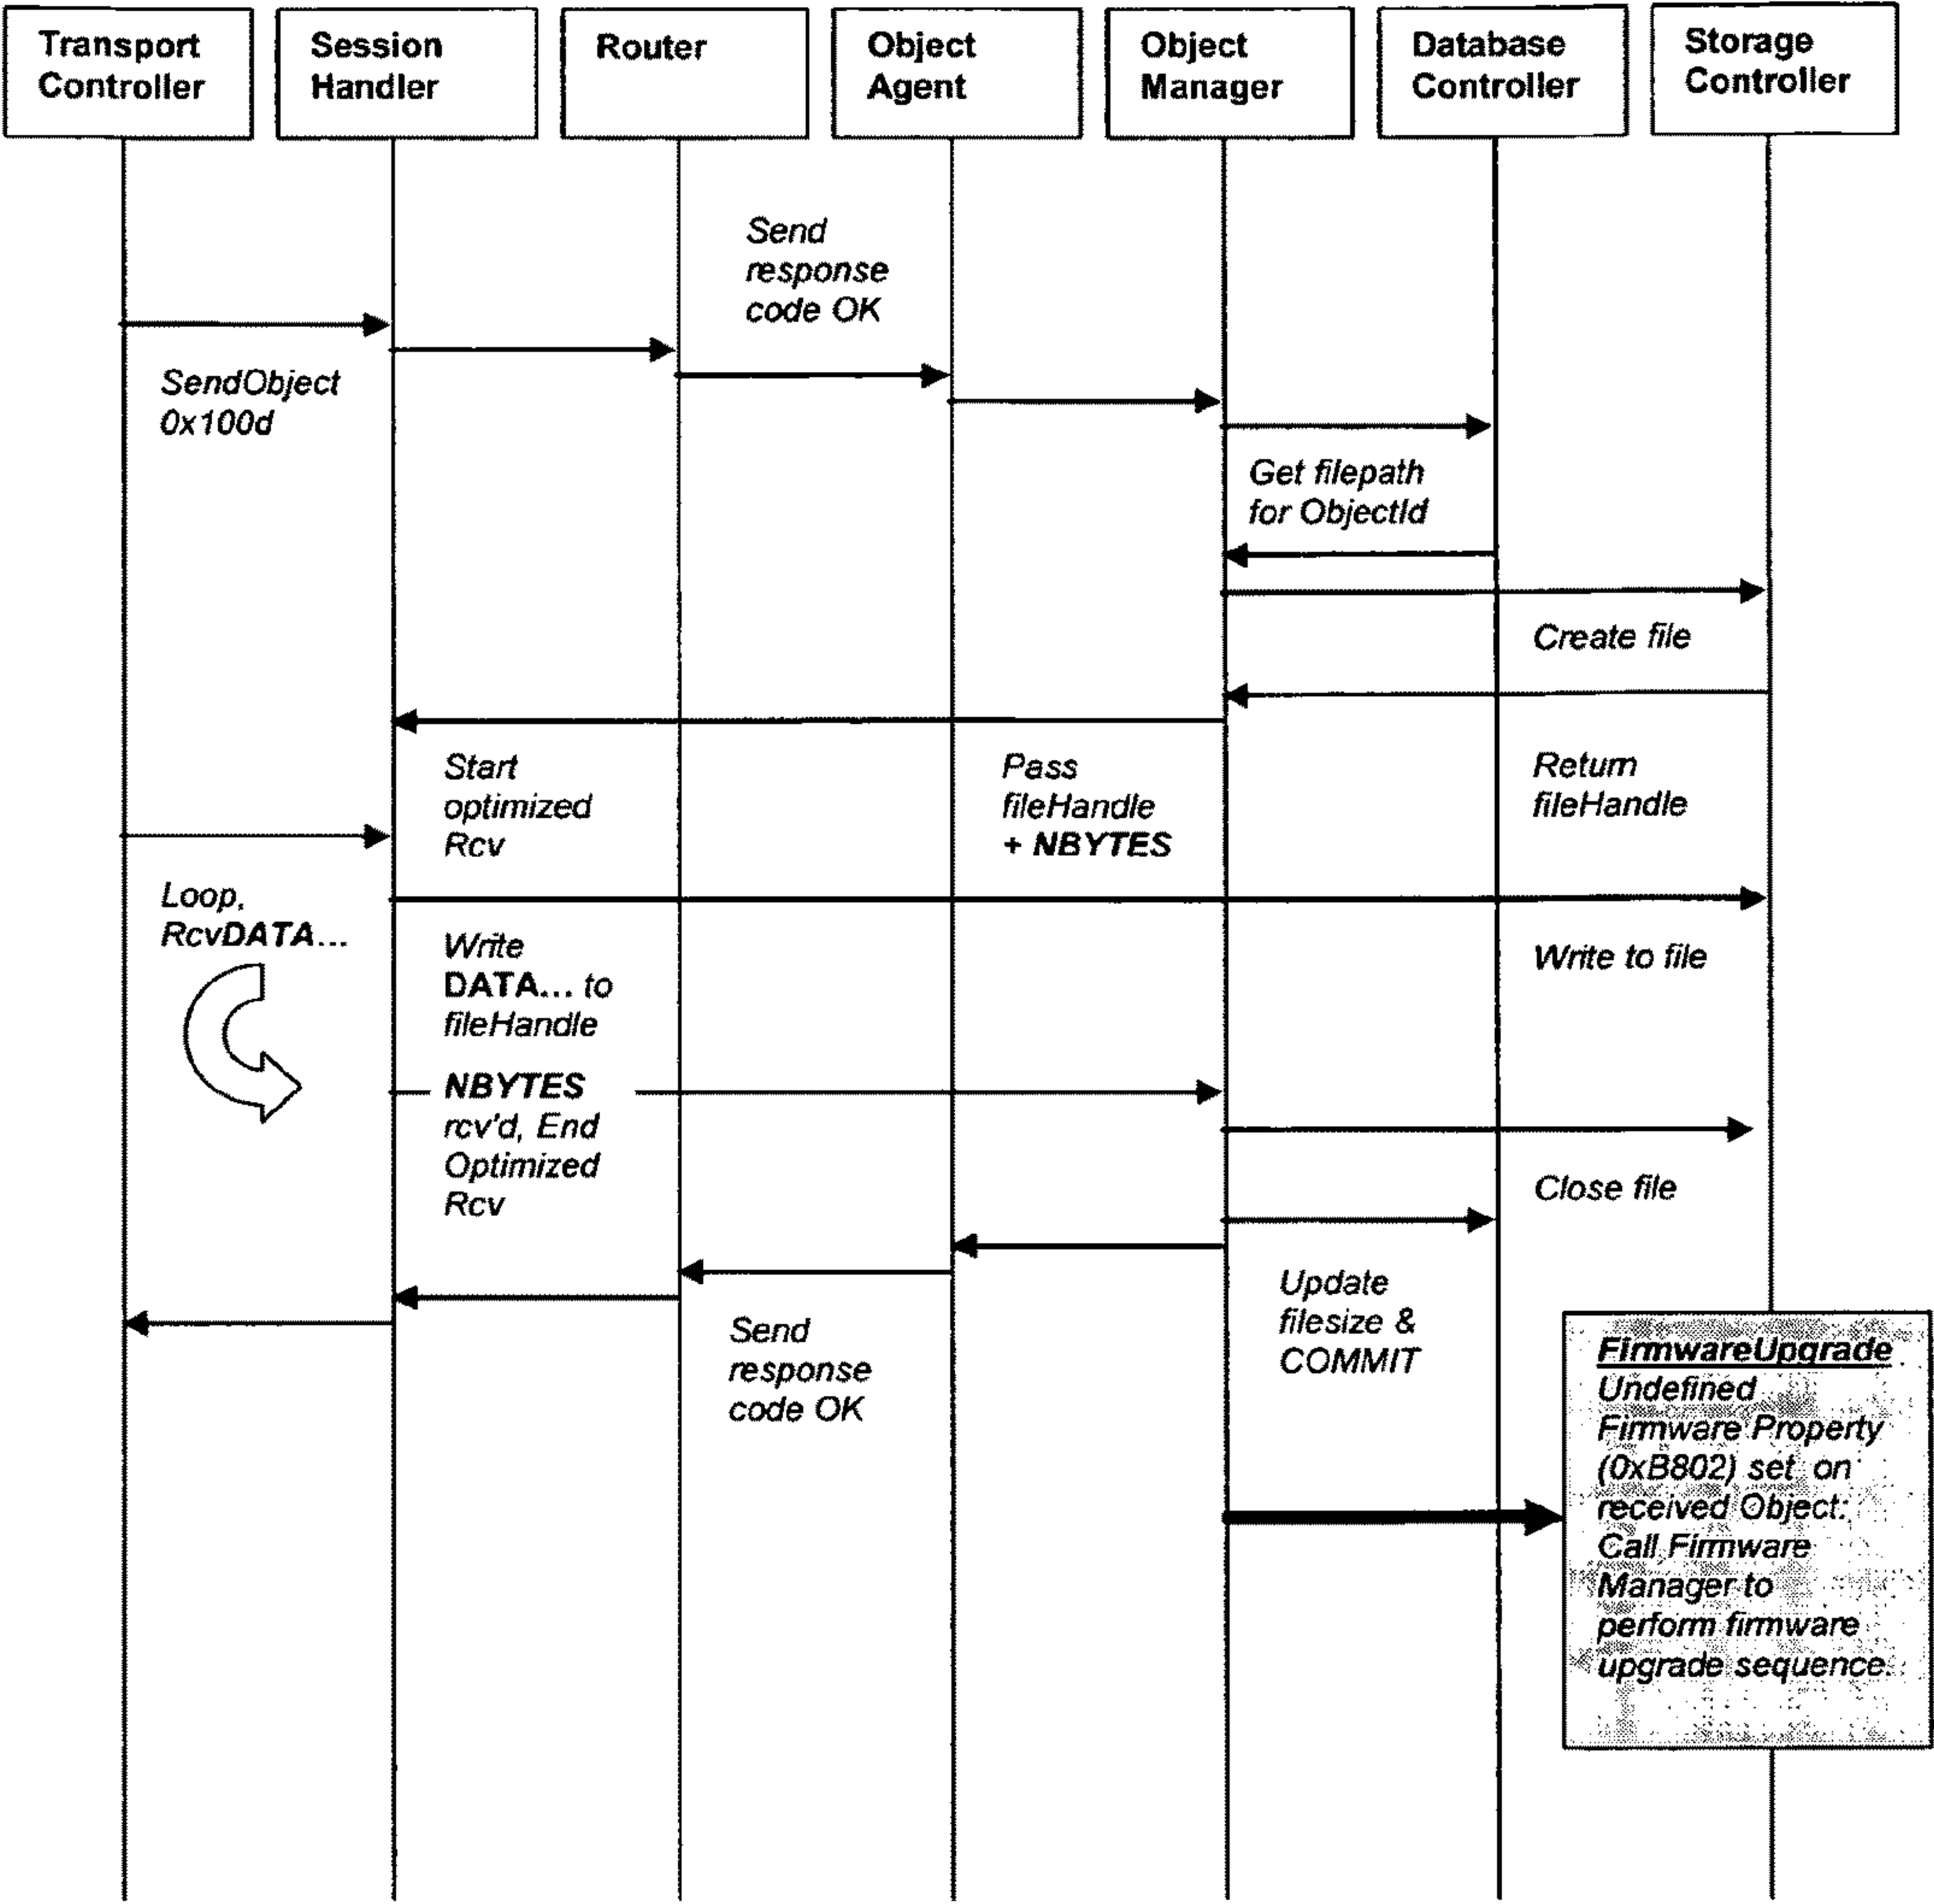 Transport
Controller
Session
Handler
Router
Object
Agent
Object
Manager
Database
Controller
Storage
Controller
Send
response
code OK
SendObject
0x100d
Get filepath
for ObjectId
Create file
Start
optimized
Rcv
Pass
fileHandle
+ NBYTES
Return
fileHandle
Loop,
RcvDATA...
Write
DATA... to
fileHandle
Write to file
NBYTES
rcv'd, End
Optimized
Rcv
Close file
Send
response
code OK
Update
filesize &
COMMIT
FirmwareUpgrade
Undefined
Firmware Property
(0xB802) set on
received Object:
Call Firmware
Manager to
perform firmware
upgrade sequence.